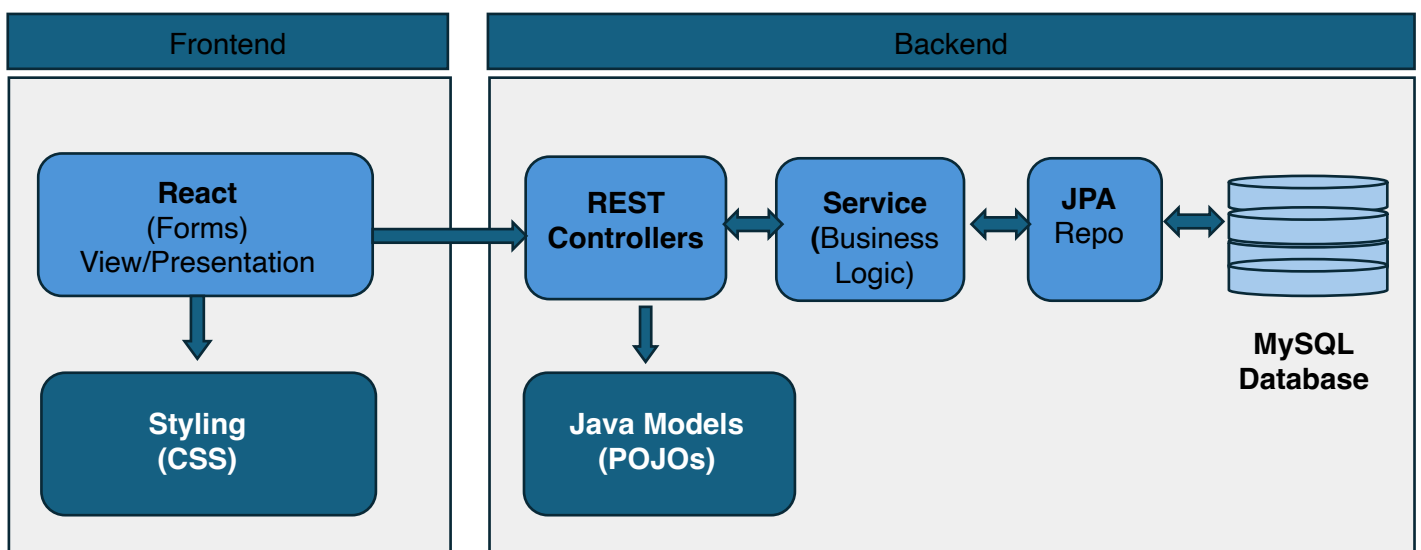 Frontend
Backend
React
(Forms)
View/Presentation
REST
Controllers
Service
(Business
Logic)
JPA
Repo
MySQL
Database
Styling
(CSS)
Java Models
(POJOs)